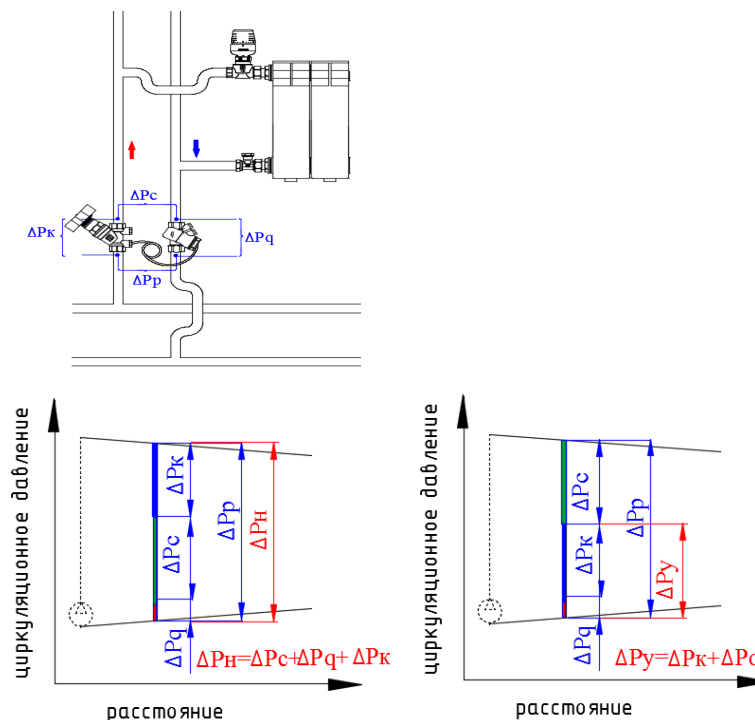 ΔPc
ΔPк
ΔPq
ΔPp
циркуляционное давление
ΔPк
ΔPc
ΔPp
ΔPн
ΔPq
ΔPн=ΔPc+ΔPq+ ΔPк
расстояние
циркуляционное давление
ΔPc
ΔPк
ΔPp
ΔPy
ΔPq
ΔPy=ΔPк+ΔPq
расстояние